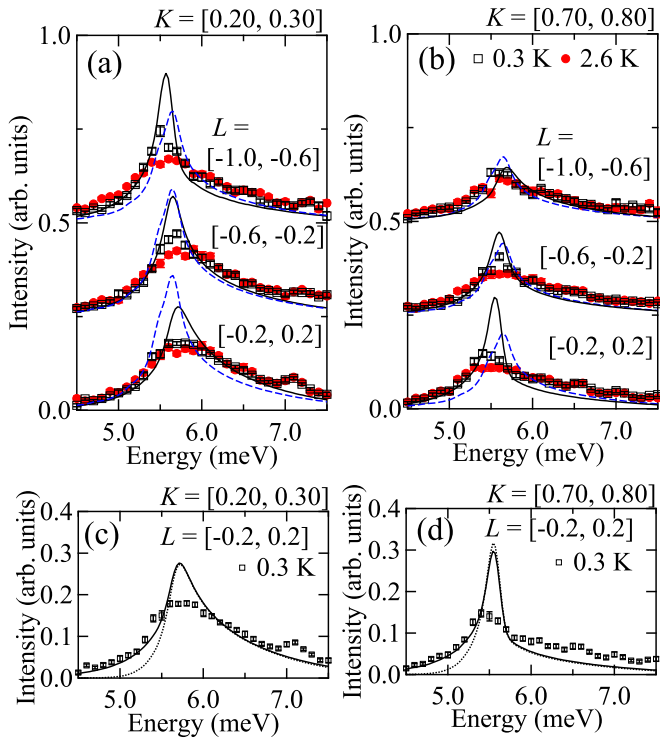 K = [0.20, 0.30]
K = [0.70, 0.80]
1.0
(a)
L =
[-1.0, -0.6]
0.5
[-0.6, -0.2]
[-0.2, 0.2]
0.0
Intensity (arb. units)
5.0 6.0 7.0
Energy (meV)
1.0
(b)
0.3 K 2.6 K
L =
[-1.0, -0.6]
0.5
[-0.6, -0.2]
[-0.2, 0.2]
0.0
Intensity (arb. units)
5.0 6.0 7.0
Energy (meV)
K = [0.20, 0.30]
0.4
(c)
L = [-0.2, 0.2]
0.3 K
0.3
0.2
0.1
0.0
Intensity (arb. units)
5.0 6.0 7.0
Energy (meV)
K = [0.70, 0.80]
0.4
(d)
L = [-0.2, 0.2]
0.3 K
0.3
0.2
0.1
0.0
Intensity (arb. units)
5.0 6.0 7.0
Energy (meV)